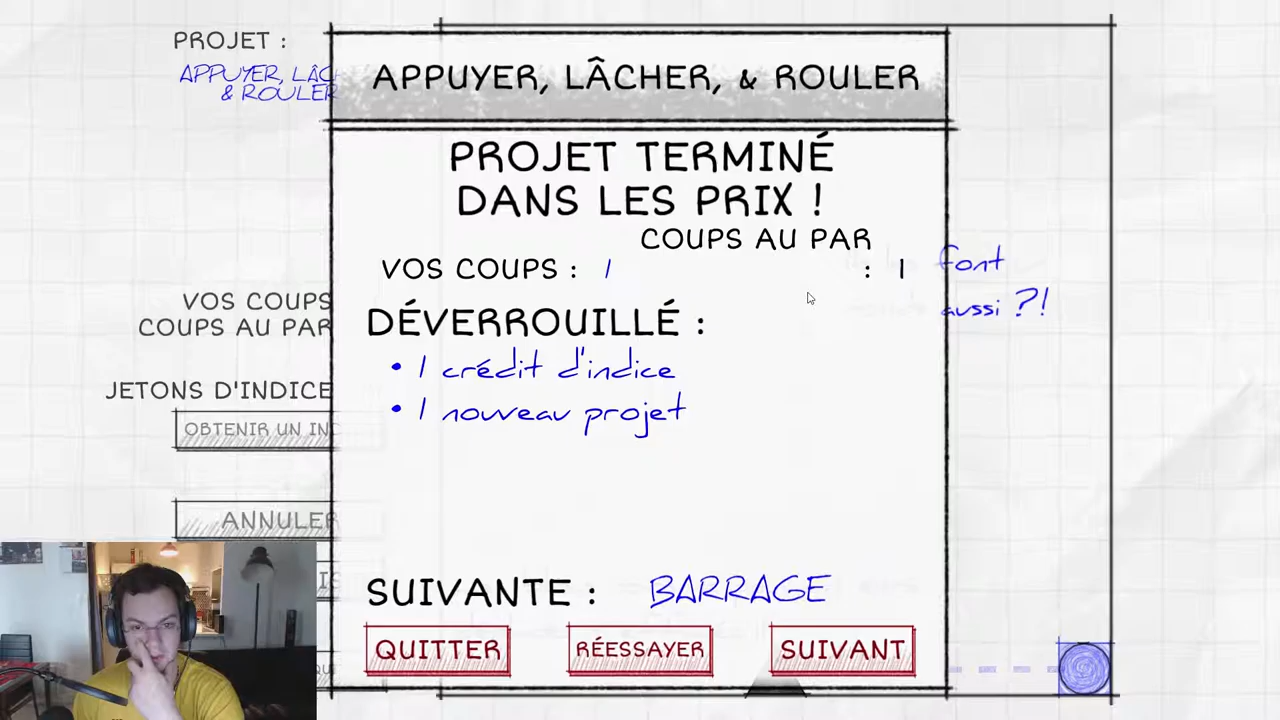 PROJET :
APPUYER, LÂC
& ROULER
APPUYER, LÂCHER, & ROULER
PROJET TERMINÉ
DANS LES PRIX !
COUPS AU PAR
VOS COUPS : 1 : 1
font
aussi ?!
VOS COUPS
COUPS AU PAR
DÉVERROUILLÉ :
• 1 crédit d'indice
• 1 nouveau projet
JETONS D'INDICE
OBTENIR UN IND
ANNULER
SUIVANTE : BARRAGE
QUITTER RÉESSAYER SUIVANT